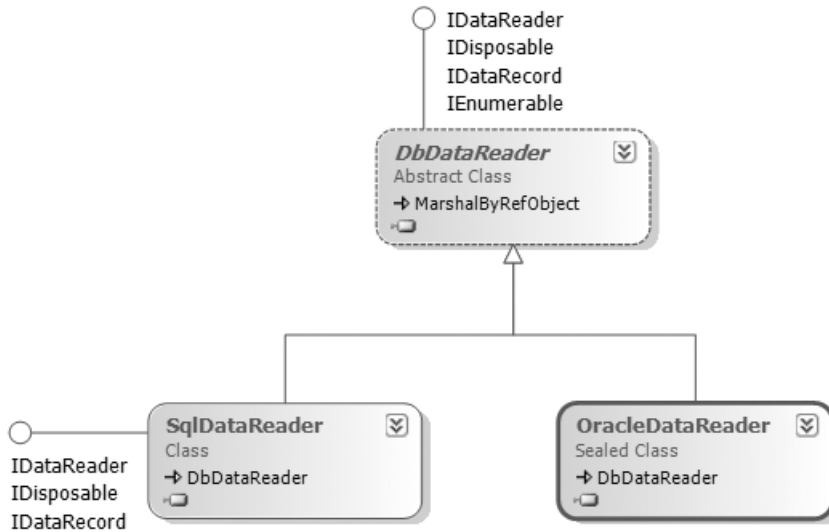 IDataReader
IDisposable
IDataRecord
IEnumerable
DbDataReader
Abstract Class
MarshalByRefObject
SqlDataReader
Class
DbDataReader
IDataReader
IDisposable
IDataRecord
OracleDataReader
Sealed Class
DbDataReader